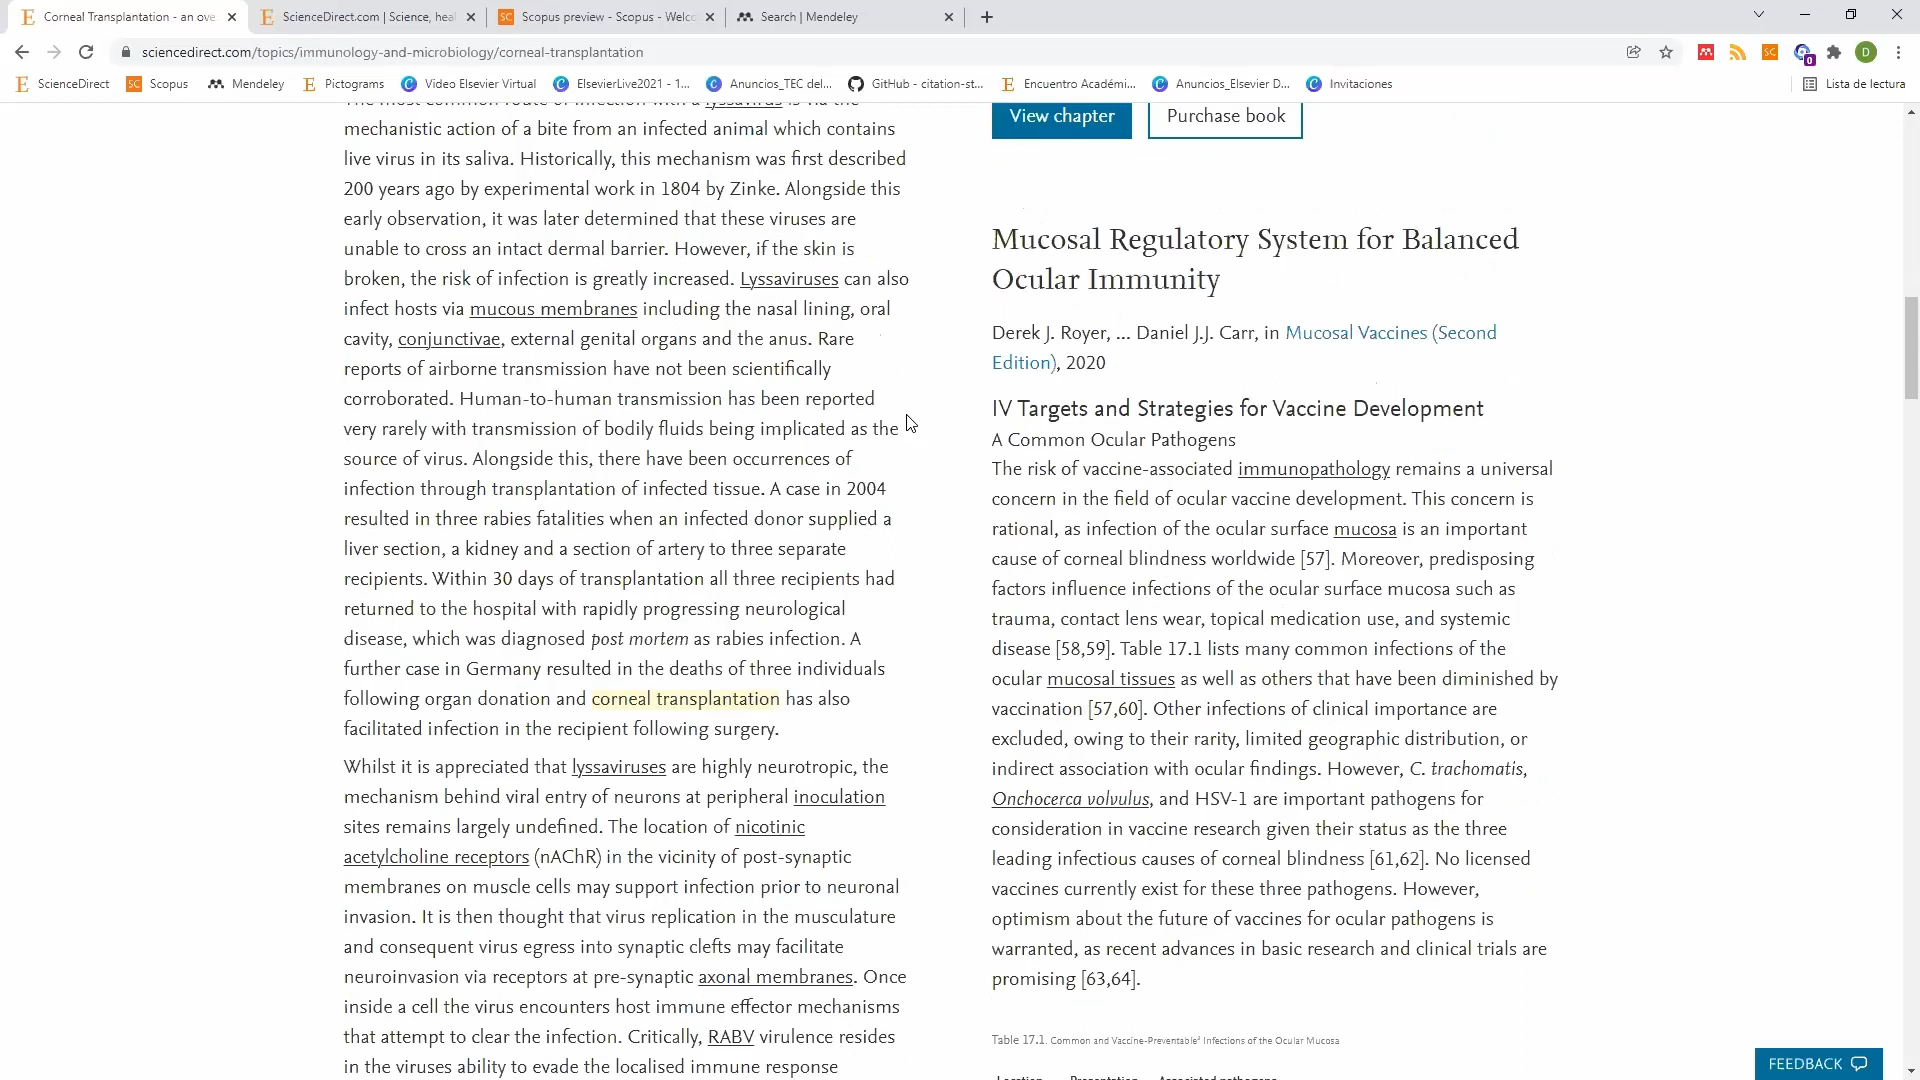 Corneal Transplantation - an ove
ScienceDirect.com | Science, heal
SC Scopus preview - Scopus - Welco
Search | Mendeley
sciencedirect.com/topics/immunology-and-microbiology/corneal-transplantation
SC
0
D
ScienceDirect
SC Scopus
Mendeley
Pictograms
Video Elsevier Virtual
ElsevierLive2021 - 1...
Anuncios_TEC del...
GitHub - citation-st...
Encuentro Académi...
Anuncios_Elsevier D...
Invitaciones
Lista de lectura
The most common route of infection with a lyssavirus is via the
mechanistic action of a bite from an infected animal which contains
live virus in its saliva. Historically, this mechanism was first described
200 years ago by experimental work in 1804 by Zinke. Alongside this
early observation, it was later determined that these viruses are
unable to cross an intact dermal barrier. However, if the skin is
broken, the risk of infection is greatly increased. Lyssaviruses can also
infect hosts via mucous membranes including the nasal lining, oral
cavity, conjunctivae, external genital organs and the anus. Rare
reports of airborne transmission have not been scientifically
corroborated. Human-to-human transmission has been reported
very rarely with transmission of bodily fluids being implicated as the
source of virus. Alongside this, there have been occurrences of
infection through transplantation of infected tissue. A case in 2004
resulted in three rabies fatalities when an infected donor supplied a
liver section, a kidney and a section of artery to three separate
recipients. Within 30 days of transplantation all three recipients had
returned to the hospital with rapidly progressing neurological
disease, which was diagnosed post mortem as rabies infection. A
further case in Germany resulted in the deaths of three individuals
following organ donation and corneal transplantation has also
facilitated infection in the recipient following surgery.
Whilst it is appreciated that lyssaviruses are highly neurotropic, the
mechanism behind viral entry of neurons at peripheral inoculation
sites remains largely undefined. The location of nicotinic
acetylcholine receptors (nAChR) in the vicinity of post-synaptic
membranes on muscle cells may support infection prior to neuronal
invasion. It is then thought that virus replication in the musculature
and consequent virus egress into synaptic clefts may facilitate
neuroinvasion via receptors at pre-synaptic axonal membranes. Once
inside a cell the virus encounters host immune effector mechanisms
that attempt to clear the infection. Critically, RABV virulence resides
in the viruses ability to evade the localised immune response
View chapter
Purchase book
Mucosal Regulatory System for Balanced
Ocular Immunity
Derek J. Royer, ... Daniel J.J. Carr, in Mucosal Vaccines (Second
Edition), 2020
IV Targets and Strategies for Vaccine Development
A Common Ocular Pathogens
The risk of vaccine-associated immunopathology remains a universal
concern in the field of ocular vaccine development. This concern is
rational, as infection of the ocular surface mucosa is an important
cause of corneal blindness worldwide [57]. Moreover, predisposing
factors influence infections of the ocular surface mucosa such as
trauma, contact lens wear, topical medication use, and systemic
disease [58,59]. Table 17.1 lists many common infections of the
ocular mucosal tissues as well as others that have been diminished by
vaccination [57,60]. Other infections of clinical importance are
excluded, owing to their rarity, limited geographic distribution, or
indirect association with ocular findings. However, C. trachomatis,
Onchocerca volvulus, and HSV-1 are important pathogens for
consideration in vaccine research given their status as the three
leading infectious causes of corneal blindness [61,62]. No licensed
vaccines currently exist for these three pathogens. However,
optimism about the future of vaccines for ocular pathogens is
warranted, as recent advances in basic research and clinical trials are
promising [63,64].
Table 17.1. Common and Vaccine-Preventableª Infections of the Ocular Mucosa
Location Presentation Associated pathogens
FEEDBACK